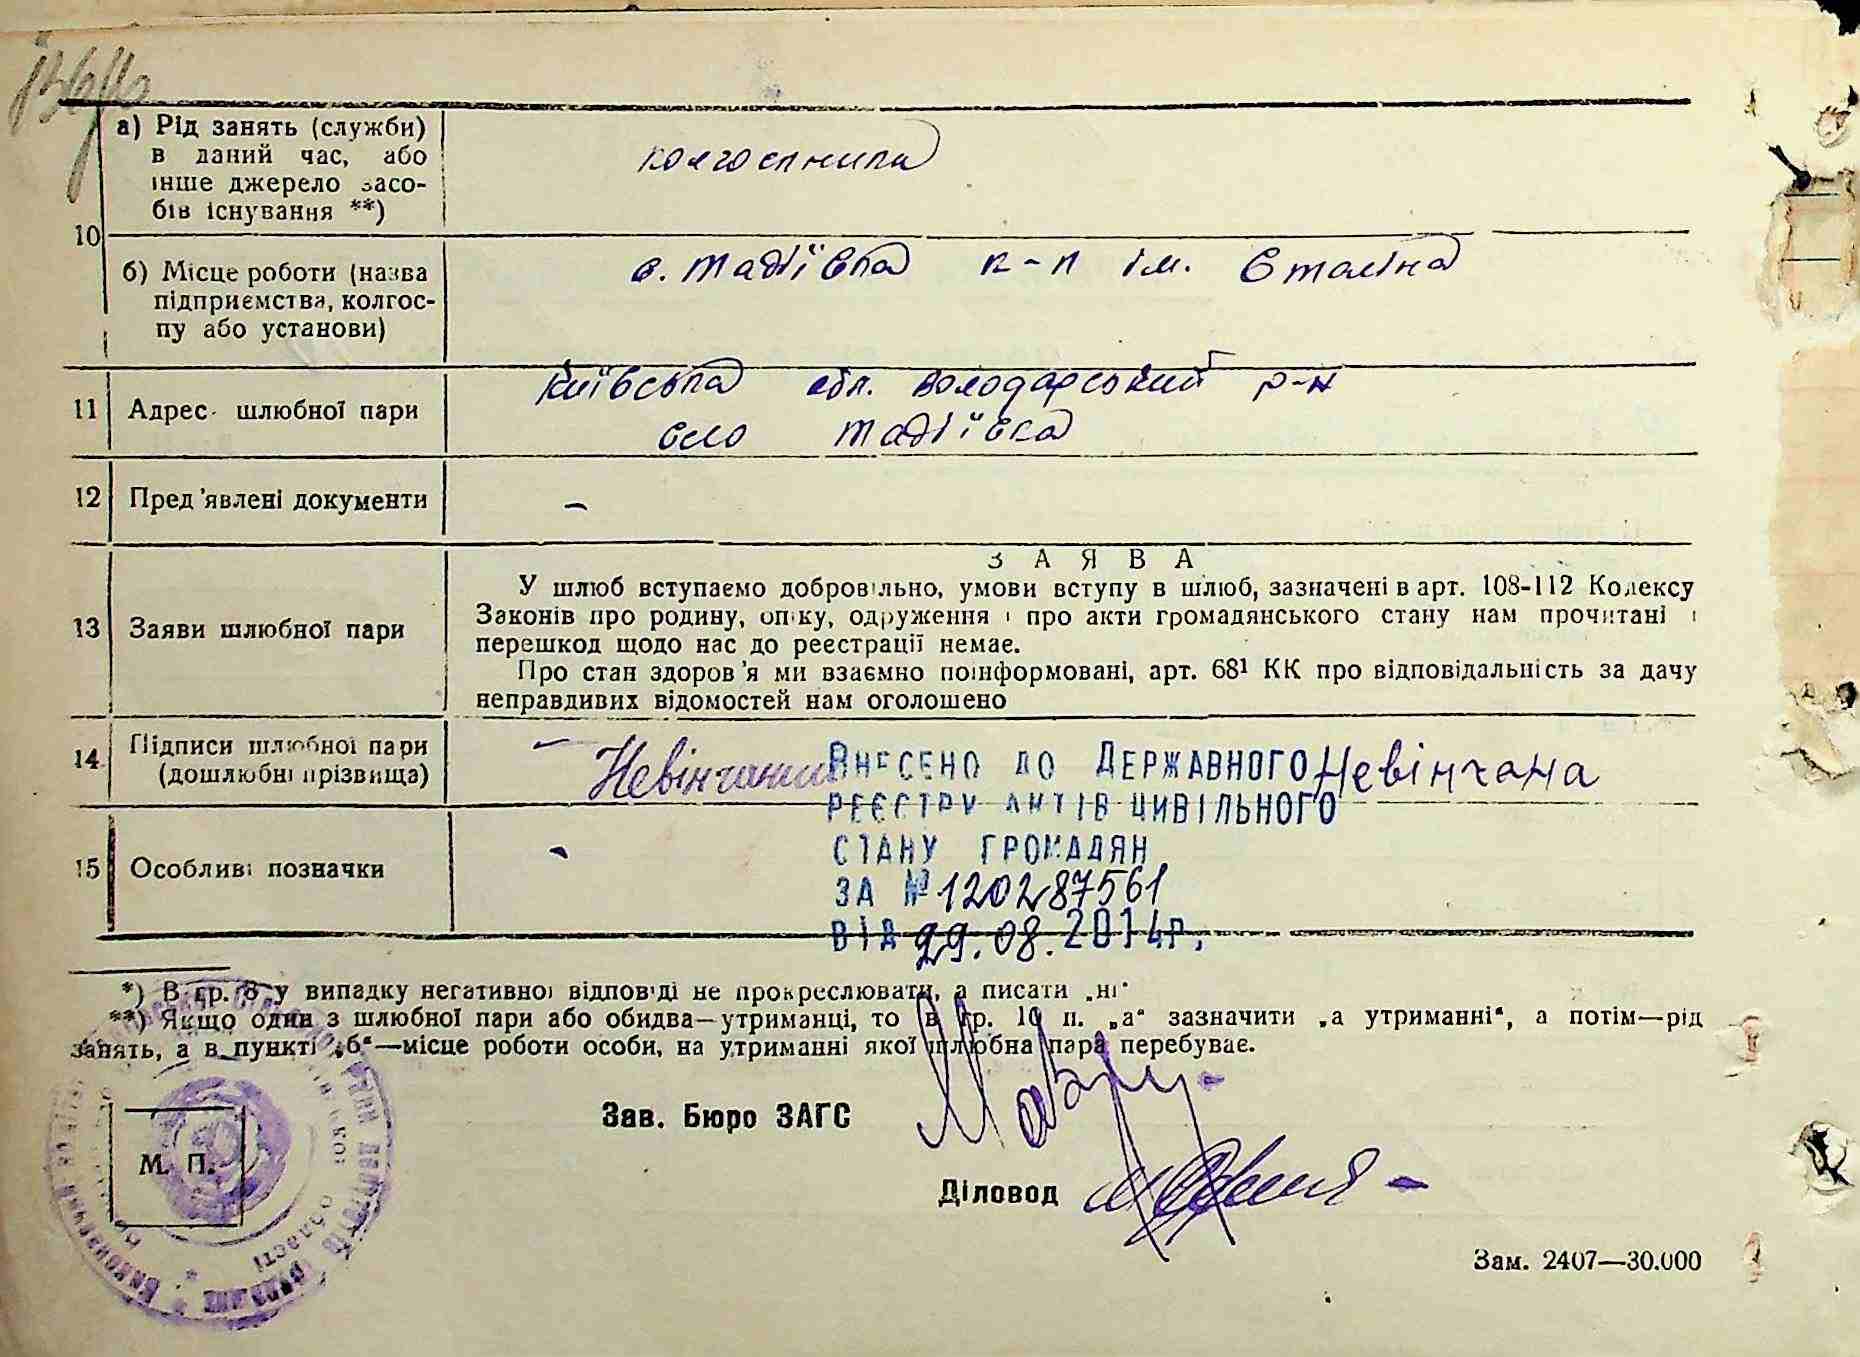 10
а) Рід занять (служби)
в даний час, або
інше джерело засо-
бів існування **)
колгоспниця
б) Місце роботи (назва
підприємства, колгос-
пу або установи)
с. Тадіївка к-п ім. Сталіна
11 Адрес шлюбної пари
Київська обл. Володарський р-н
село Тадіївка
12 Пред'явлені документи
–
13 Заяви шлюбної пари
ЗАЯВА
У шлюб вступаємо добровільно, умови вступу в шлюб, зазначені в арт. 108-112 Кодексу
Законів про родину, опіку, одруження і про акти громадянського стану нам прочитані і
перешкод щодо нас до реестрації немає.
Про стан здоров'я ми взаємно поінформовані, арт. 68¹ КК про відповідальність за дачу
неправдивих відомостей нам оголошено
14 Підписи шлюбної пари
(дошлюбні прізвища)
– Невінчаний Невінчана
ВНЕСЕНО ДО ДЕРЖАВНОГО
РЕЄСТРУ АКТІВ ЦИВІЛЬНОГО
СТАНУ ГРОМАДЯН
ЗА № 120287561
ВІД 29.08.2014р.
15 Особливі позначки
-
*) В гр. 8 у випадку негативної відповіді не прокреслювати, а писати „ні"
**) Якщо один з шлюбної пари або обидва—утриманці, то в гр. 10 п. „а" зазначити „а утриманні", а потім—рід
занять, а в пункті „б"—місце роботи особи, на утриманні якої шлюбна пара перебуває.
Зав. Бюро ЗАГС
М. П.
Діловод
Зам. 2407—30.000